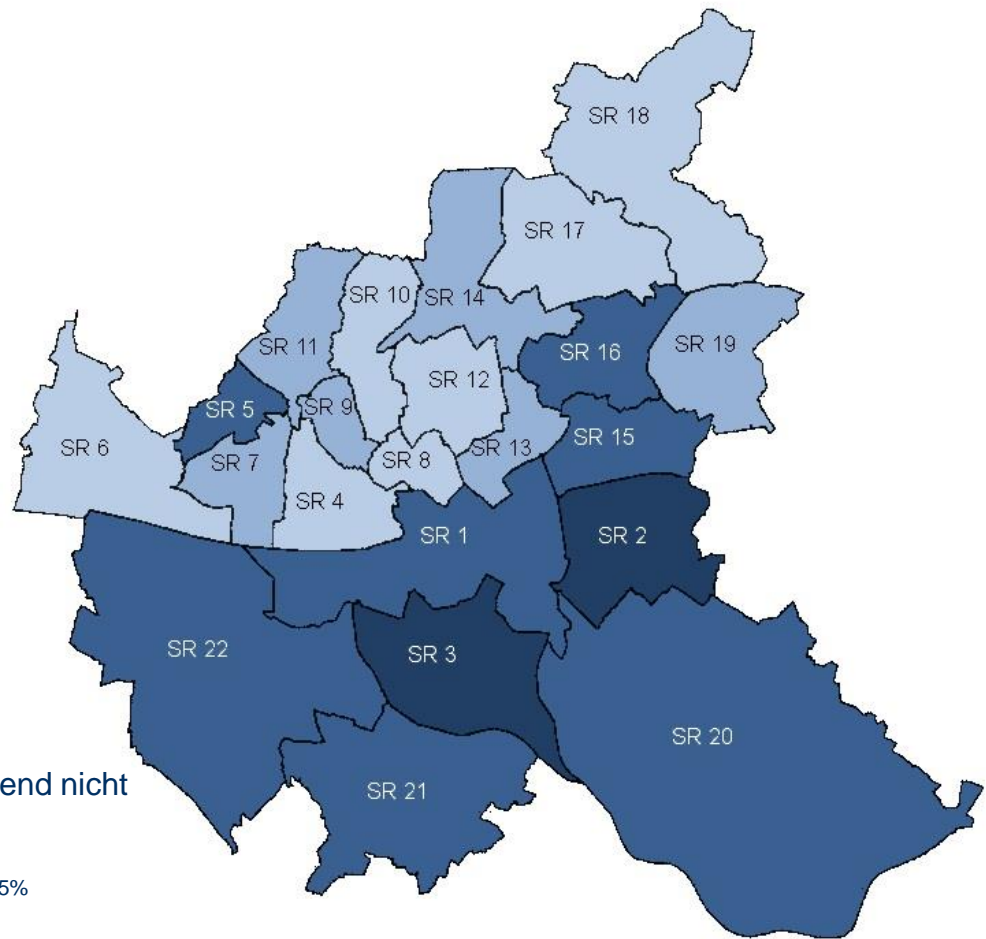 SR 18
SR 17
SR 10
SR 14
SR 11
SR 16
SR 19
SR 12
SR 5
SR 9
SR 15
SR 6
SR 7
SR 8
SR 13
SR 4
SR 1
SR 2
SR 22
SR 3
SR 20
end nicht
SR 21
5%